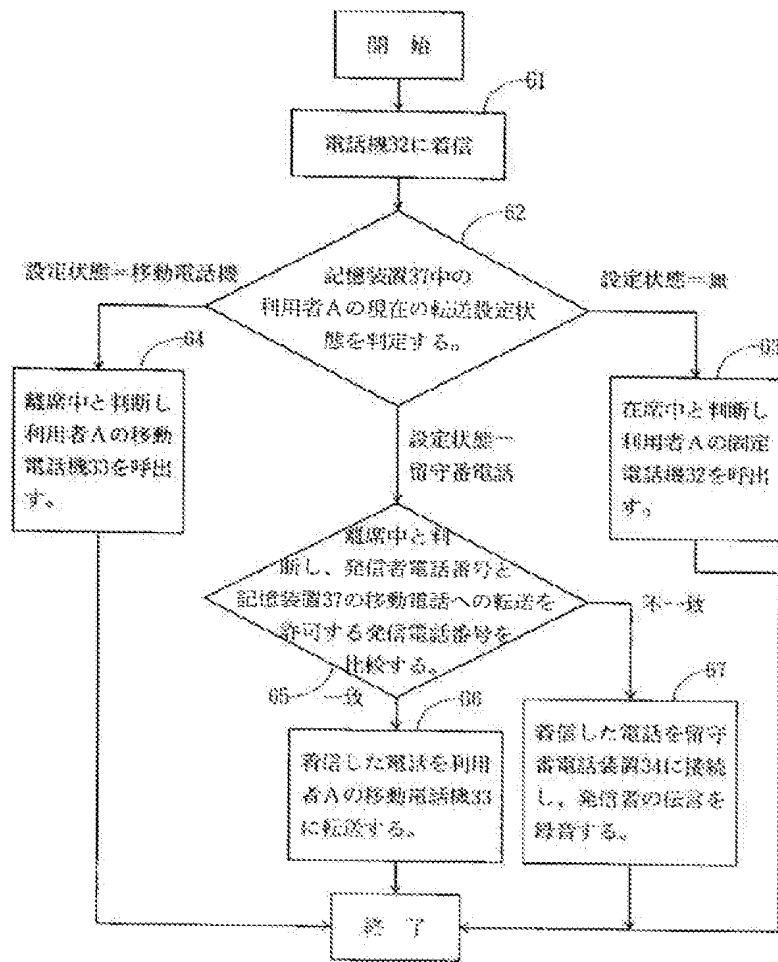 開 始
61
電話機32に着信
62
設定状態=移動電話機
記憶装置37中の
利用者Aの現在の転送設定状
態を判定する。
設定状態=無
64
離席中と判断し
利用者Aの移動
電話機33を呼出
す。
63
在席中と判断し
利用者Aの固定
電話機32を呼出
す。
設定状態=
留守番電話
離席中と判
断し、発信者電話番号と
記憶装置37の移動電話への転送を
許可する発信電話番号を
比較する。
不一致
65
一致
66
着信した電話を利用
者Aの移動電話機33
に転送する。
67
着信した電話を留守
番電話装置34に接続
し、発信者の伝言を
録音する。
終 了